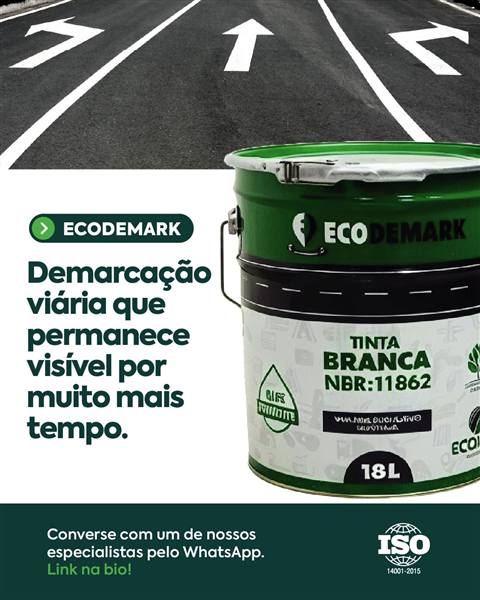 ECODEMARK
Demarcação
viária que
permanece
visível por
muito mais
tempo.
ECODEMARK
TINTA
BRANCA
NBR:11862
18L
Converse com um de nossos
especialistas pelo WhatsApp.
Link na bio!
ISO
14001-2015